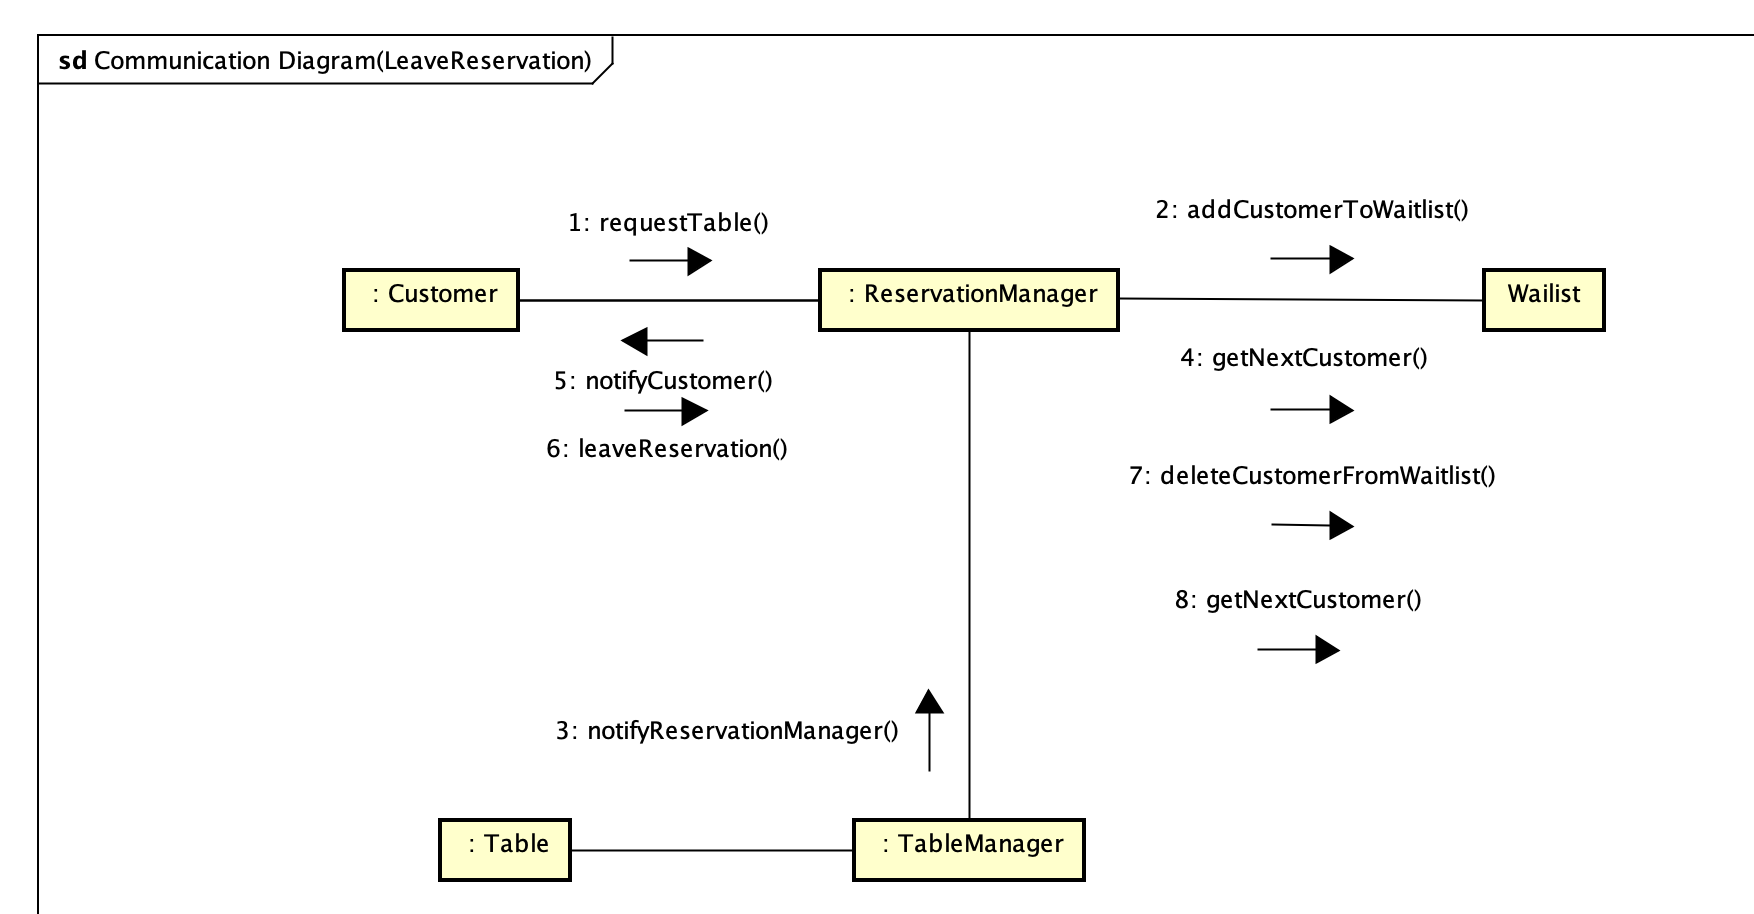 sd Communication Diagram(LeaveReservation)
1: requestTable()
2: addCustomerToWaitlist()
: Customer
: ReservationManager
Wailist
5: notifyCustomer()
4: getNextCustomer()
6: leaveReservation()
7: deleteCustomerFromWaitlist()
8: getNextCustomer()
3: notifyReservationManager()
: Table
: TableManager